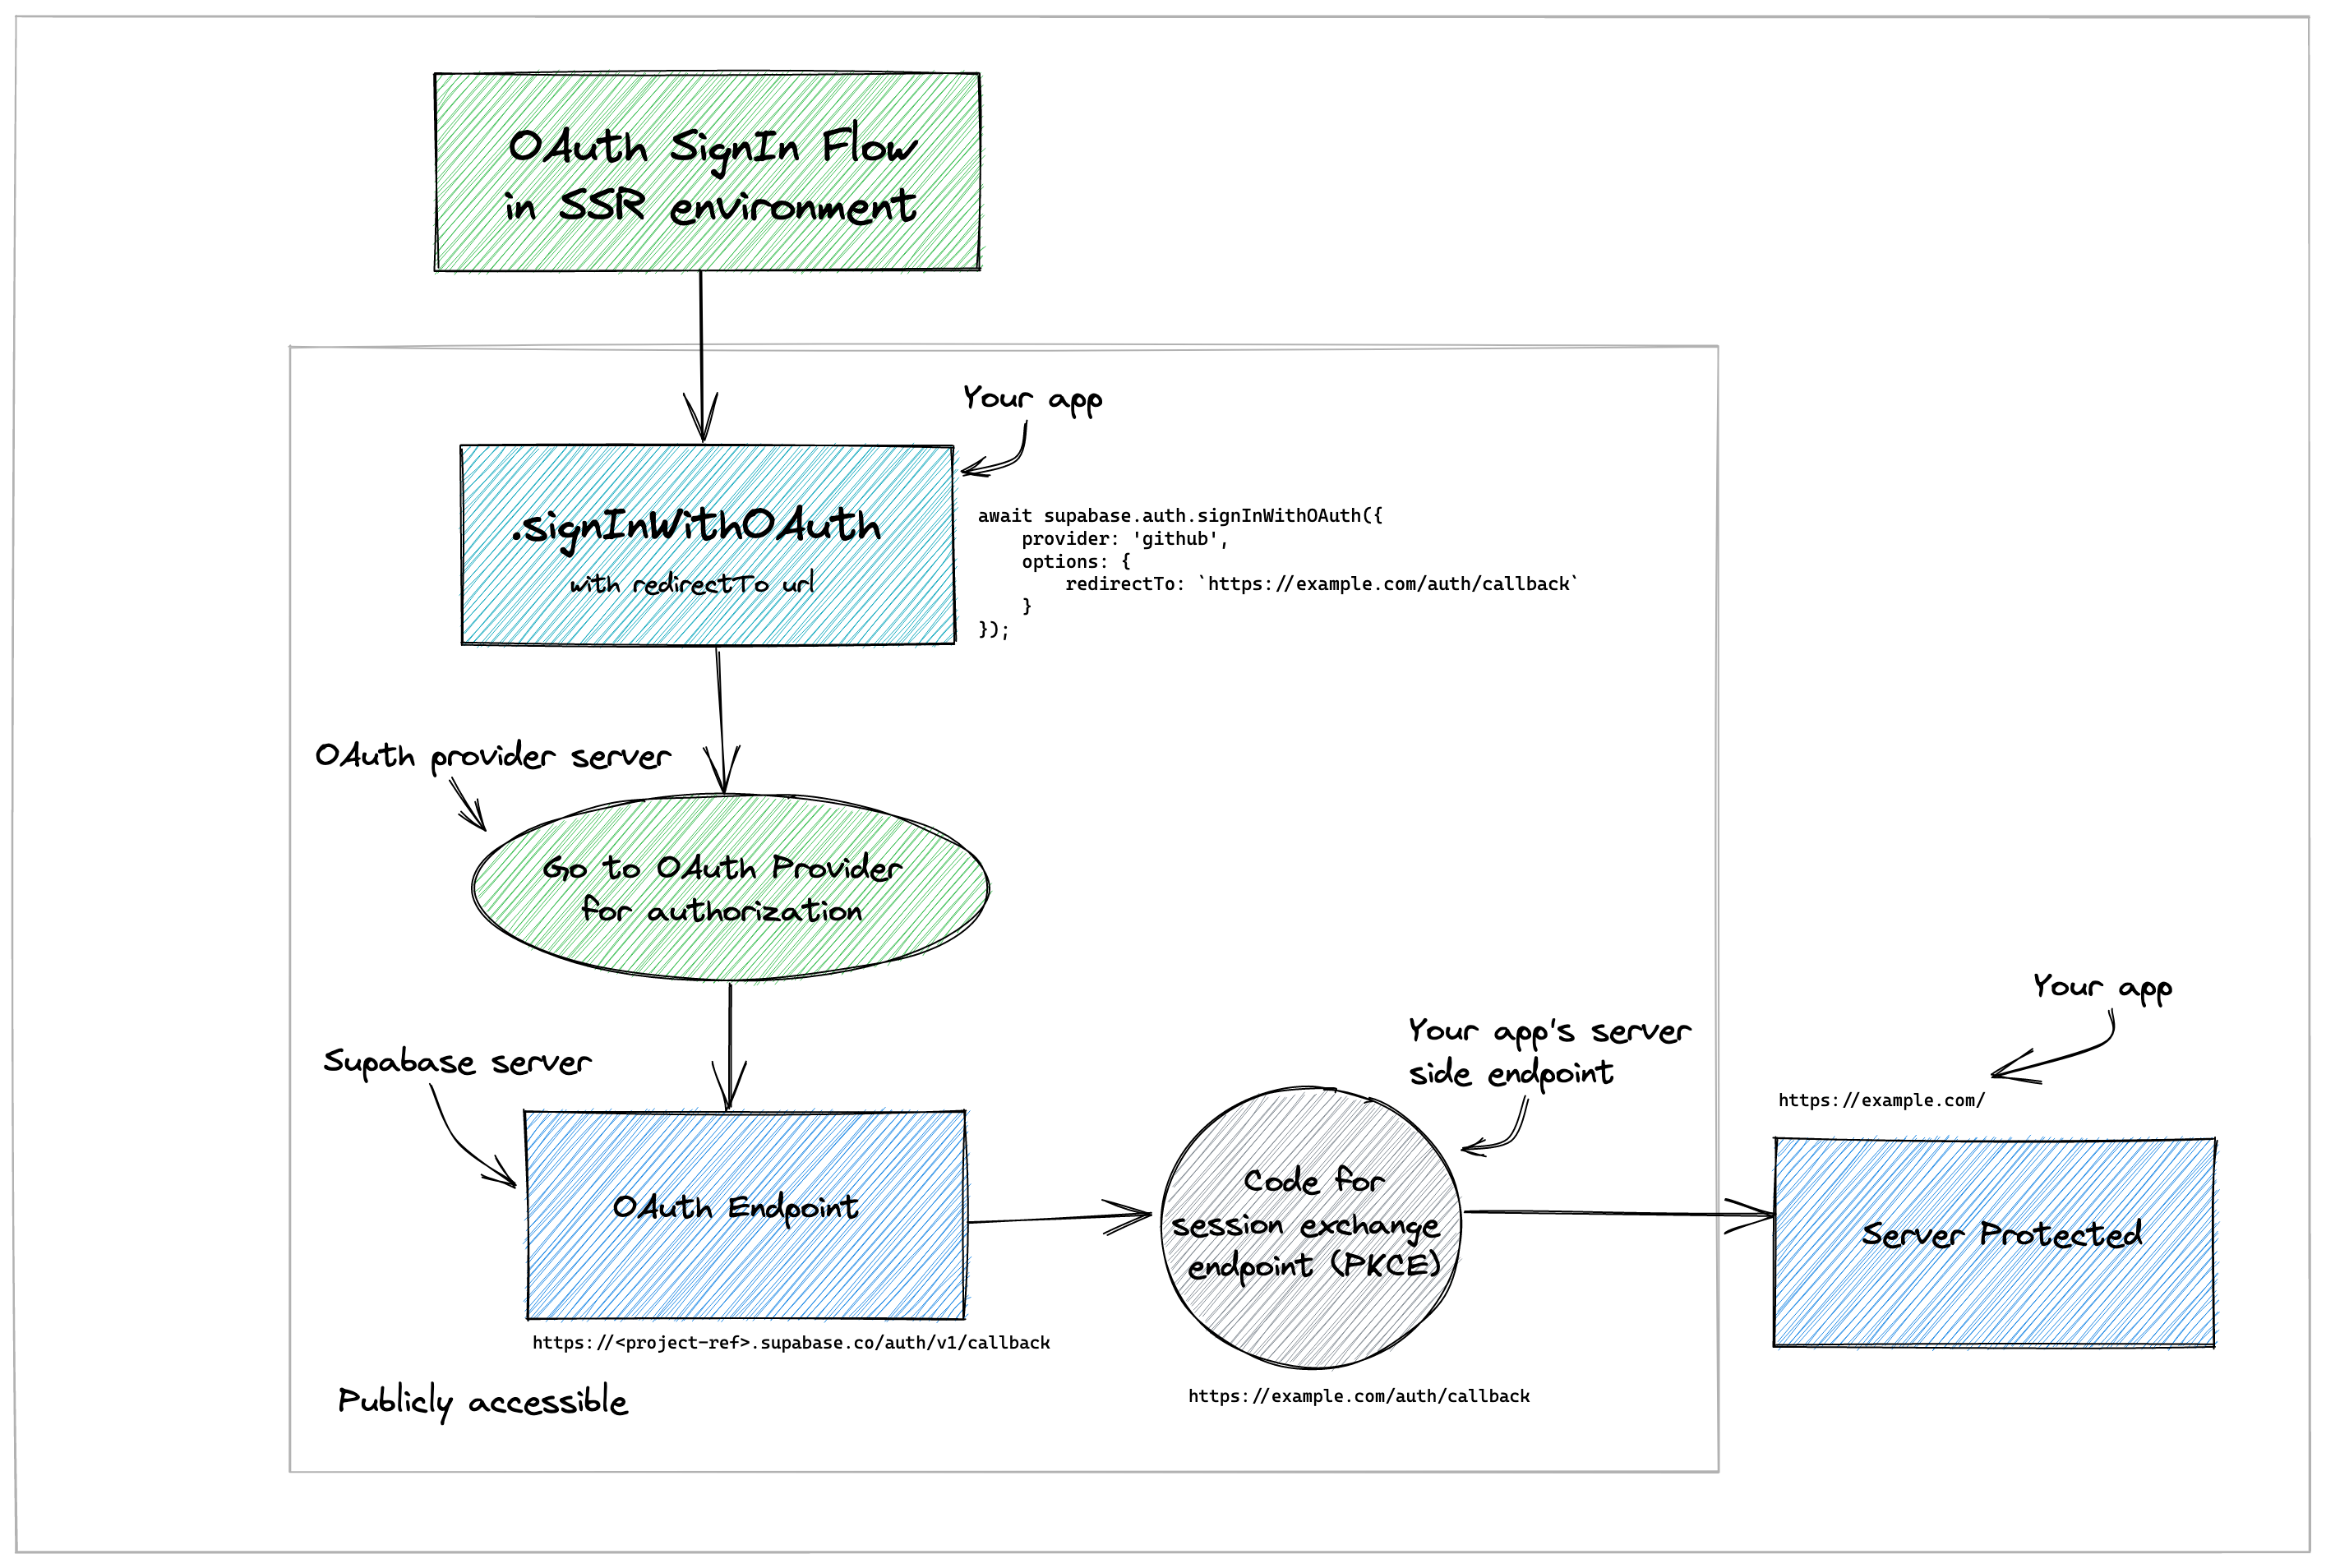 OAuth SignIn Flow
in SSR environment
Your app
.signInWithOAuth
with redirectTo url
await supabase.auth.signInWithOAuth({
    provider: 'github',
    options: {
        redirectTo: `https://example.com/auth/callback`
    }
});
OAuth provider server
Go to OAuth Provider
for authorization
Supabase server
OAuth Endpoint
https://<project-ref>.supabase.co/auth/v1/callback
Publicly accessible
Your app's server
side endpoint
Code for
session exchange
endpoint (PKCE)
https://example.com/auth/callback
Your app
https://example.com/
Server Protected